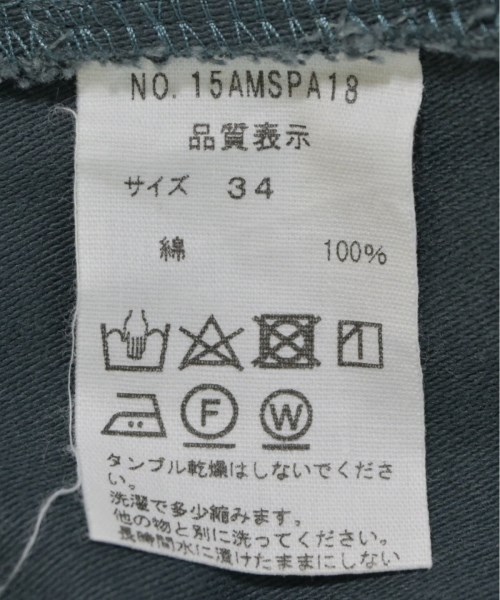 NO. 15AMSPA18
品質表示
サイズ 34
綿 100%
F W
タンブル乾燥はしないでくださ
い。
洗濯で多少縮みます。
他の物と別に洗ってください。
長時間水に漬けたままにしない